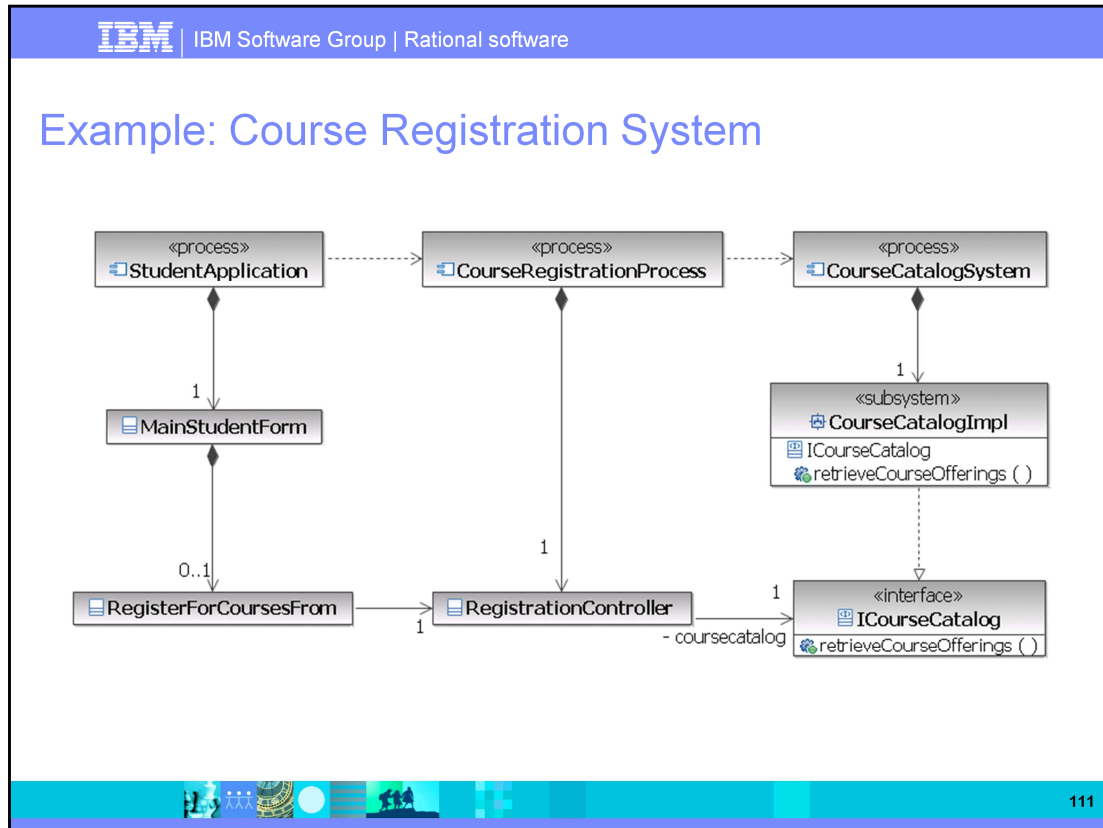 IBM | IBM Software Group | Rational software
Example: Course Registration System
«process»
StudentApplication
«process»
CourseRegistrationProcess
«process»
CourseCatalogSystem
1
MainStudentForm
1
«subsystem»
CourseCatalogImpl
ICourseCatalog
retrieveCourseOfferings ( )
0..1
RegisterForCoursesFrom
1
1
RegistrationController
1
- coursecatalog
«interface»
ICourseCatalog
retrieveCourseOfferings ( )
111